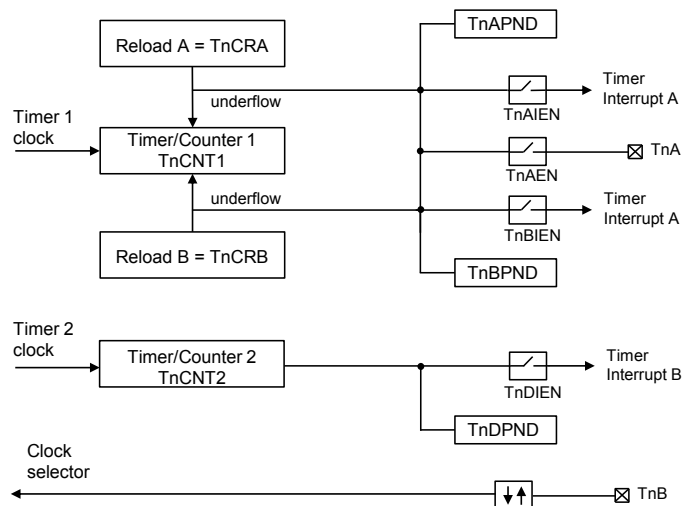 Reload A = TnCRA
TnAPND
underflow
TnAIEN
Timer
Interrupt A
Timer 1
clock
Timer/Counter 1
TnCNT1
TnAEN
TnA
underflow
TnBIEN
Timer
Interrupt A
Reload B = TnCRB
TnBPND
Timer 2
clock
Timer/Counter 2
TnCNT2
TnDIEN
Timer
Interrupt B
TnDPND
Clock
selector
TnB